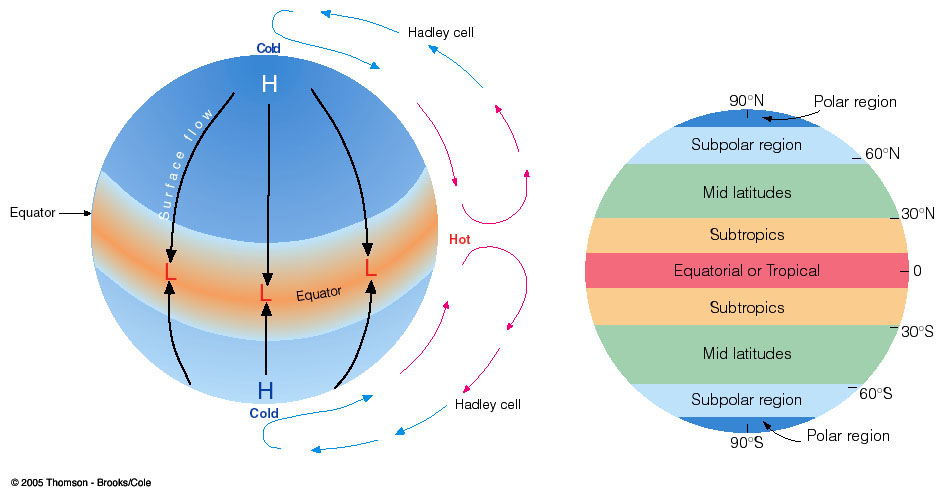 Hadley cell
Cold
H
Surface flow
Equator
Hot
L
L
L
Equator
H
Cold
Hadley cell
90°N
Polar region
Subpolar region
60°N
Mid latitudes
30°N
Subtropics
Equatorial or Tropical
0
Subtropics
30°S
Mid latitudes
60°S
Subpolar region
Polar region
90°S
© 2005 Thomson - Brooks/Cole